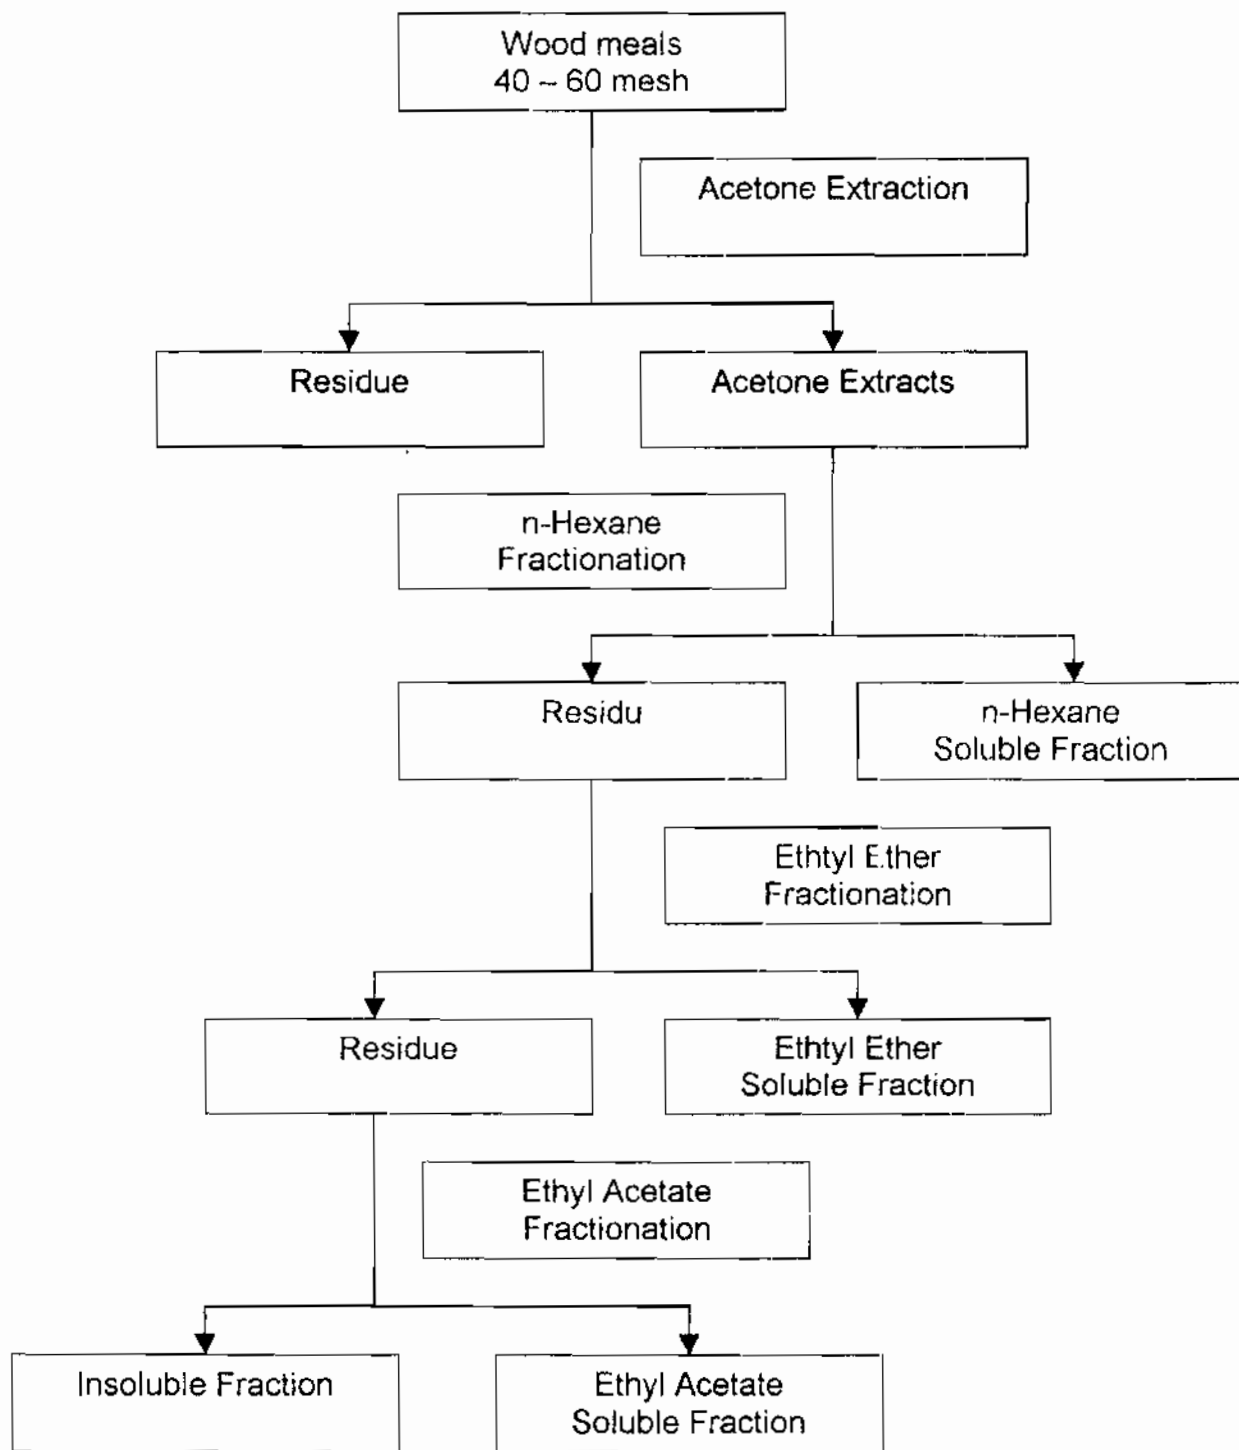 Wood meals
40 – 60 mesh
Acetone Extraction
Residue
Acetone Extracts
n-Hexane
Fractionation
Residu
n-Hexane
Soluble Fraction
Ethtyl Ether
Fractionation
Residue
Ethtyl Ether
Soluble Fraction
Ethyl Acetate
Fractionation
Insoluble Fraction
Ethyl Acetate
Soluble Fraction